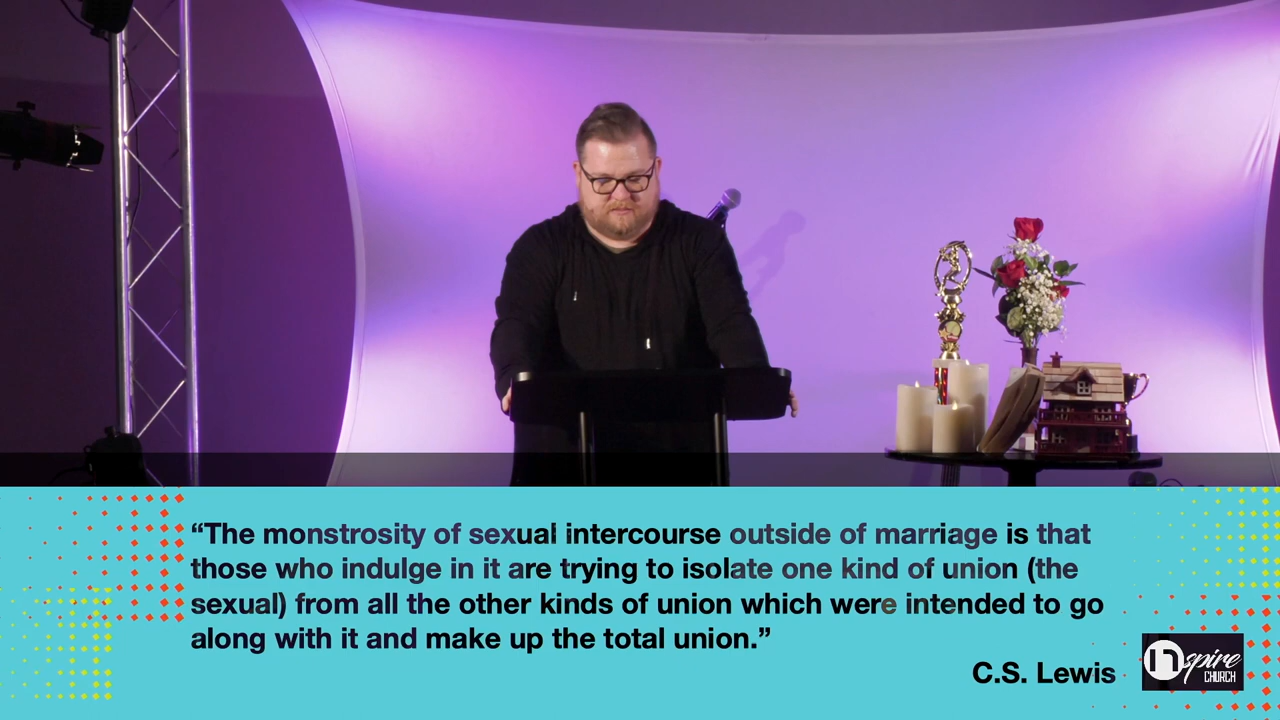 “The monstrosity of sexual intercourse outside of marriage is that
those who indulge in it are trying to isolate one kind of union (the
sexual) from all the other kinds of union which were intended to go
along with it and make up the total union.”
C.S. Lewis
nspire
CHURCH